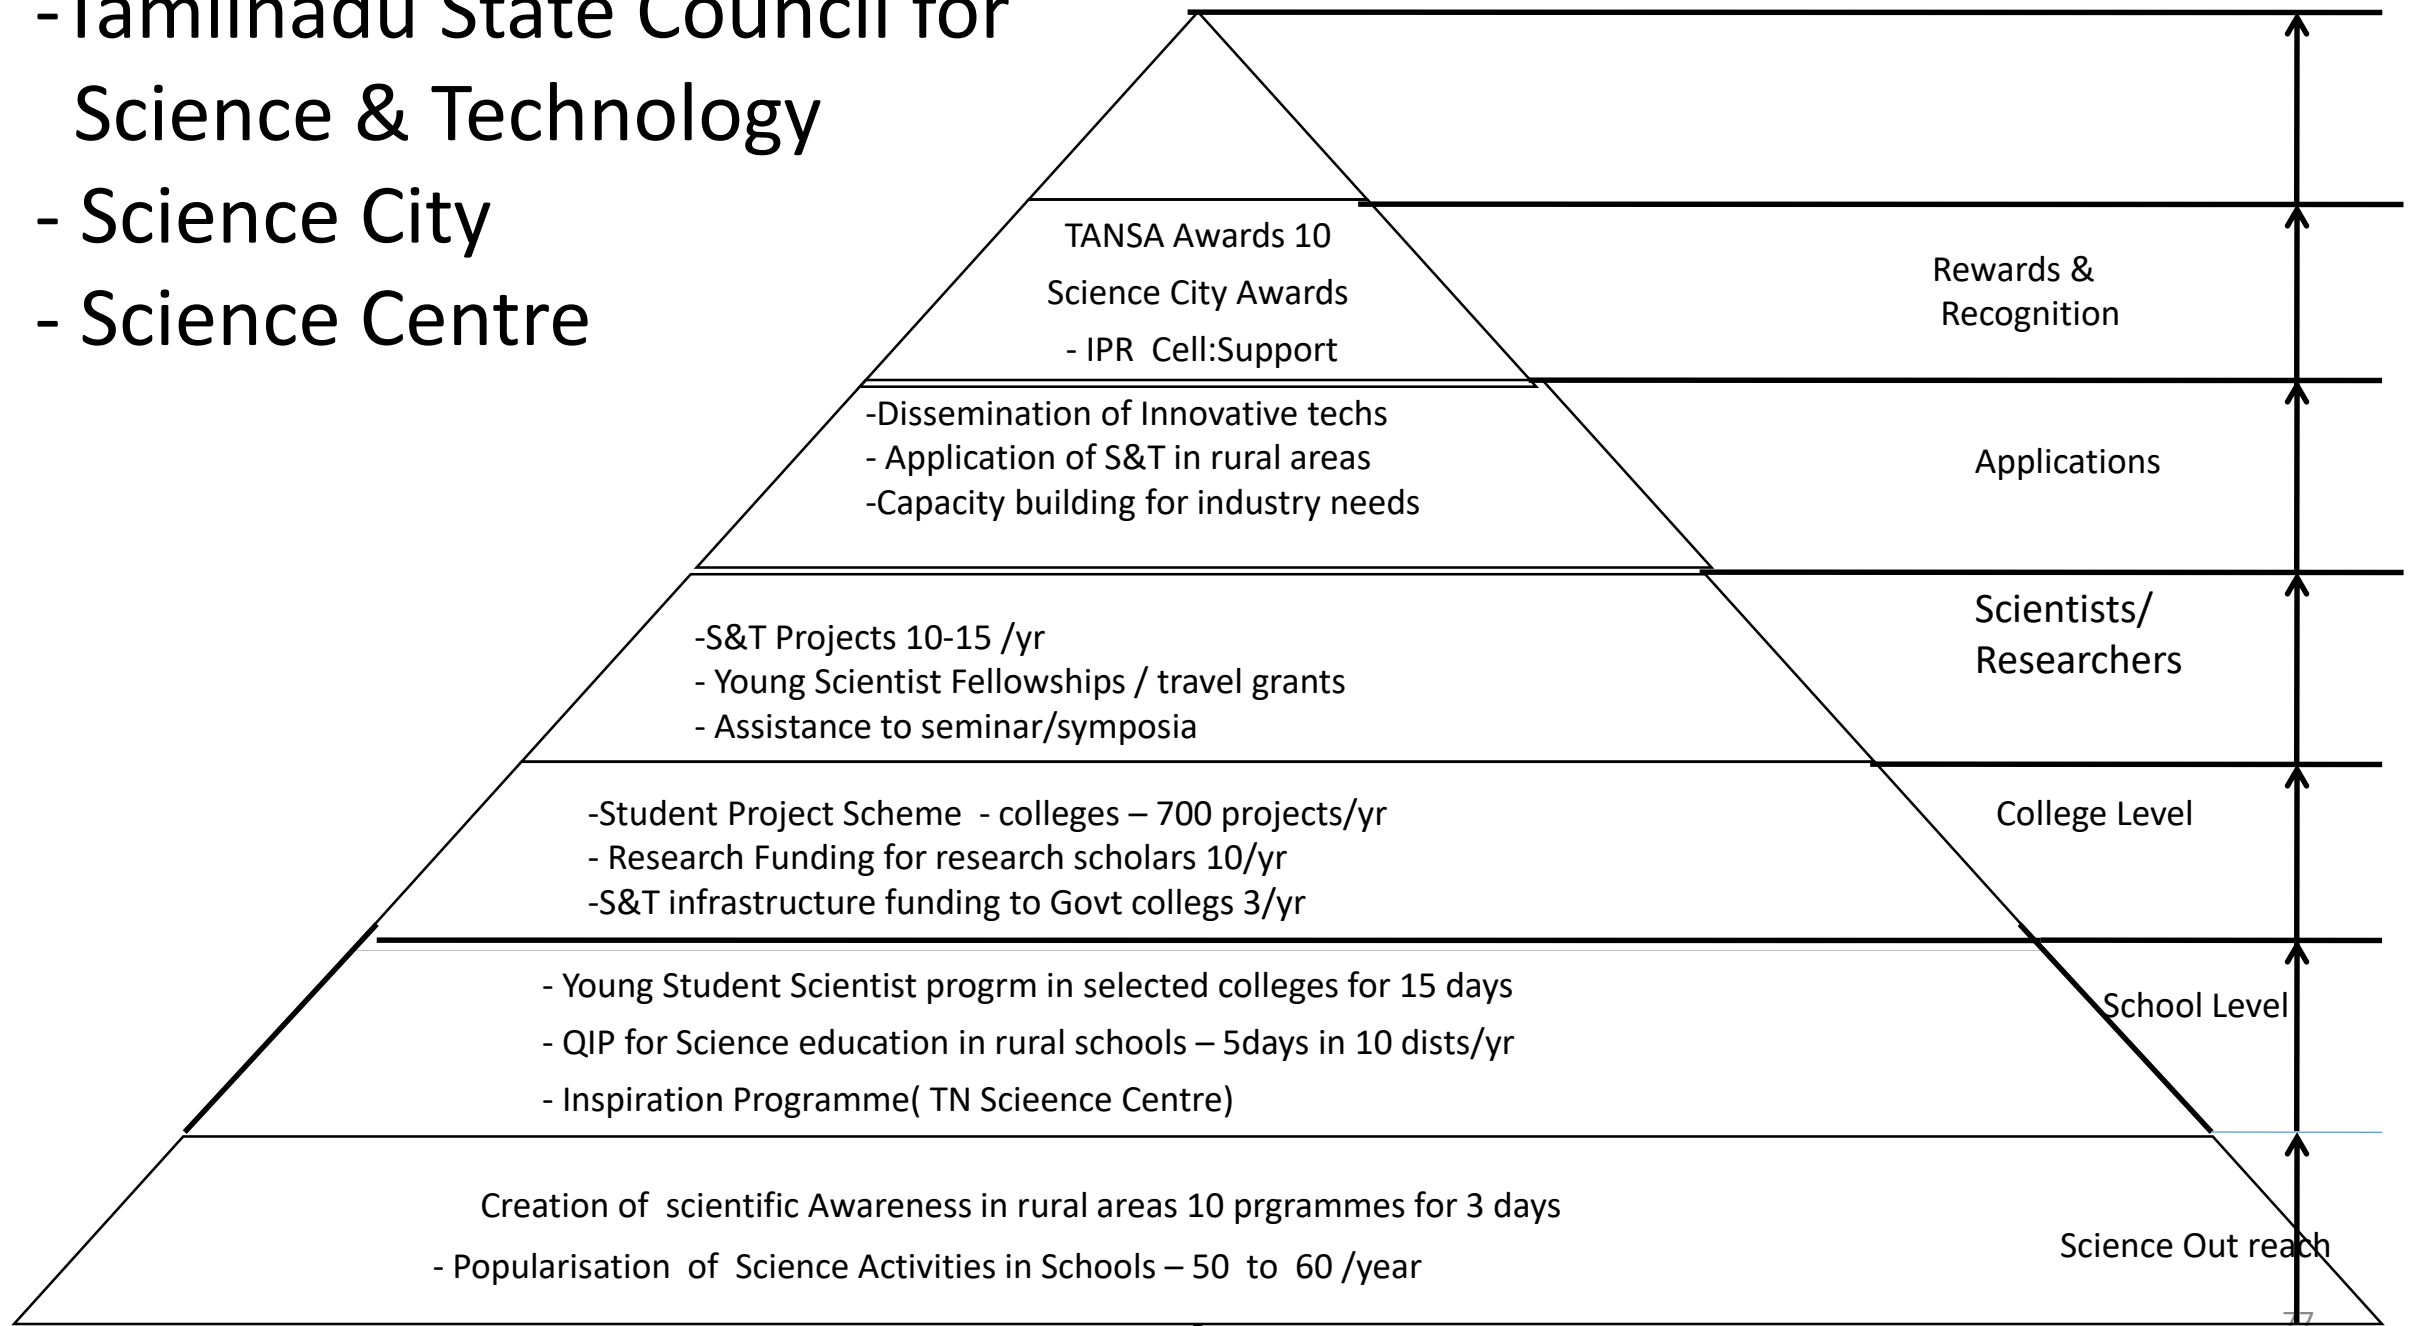 -Tamilnadu State Council for
Science & Technology
- Science City
- Science Centre
TANSA Awards 10
Science City Awards
- IPR Cell:Support
Rewards &
Recognition
-Dissemination of Innovative techs
- Application of S&T in rural areas
-Capacity building for industry needs
Applications
-S&T Projects 10-15 /yr
- Young Scientist Fellowships / travel grants
- Assistance to seminar/symposia
Scientists/
Researchers
-Student Project Scheme - colleges – 700 projects/yr
- Research Funding for research scholars 10/yr
-S&T infrastructure funding to Govt collegs 3/yr
College Level
- Young Student Scientist progrm in selected colleges for 15 days
- QIP for Science education in rural schools – 5days in 10 dists/yr
- Inspiration Programme( TN Scieence Centre)
School Level
Creation of scientific Awareness in rural areas 10 prgrammes for 3 days
- Popularisation of Science Activities in Schools – 50 to 60 /year
Science Out reach
77